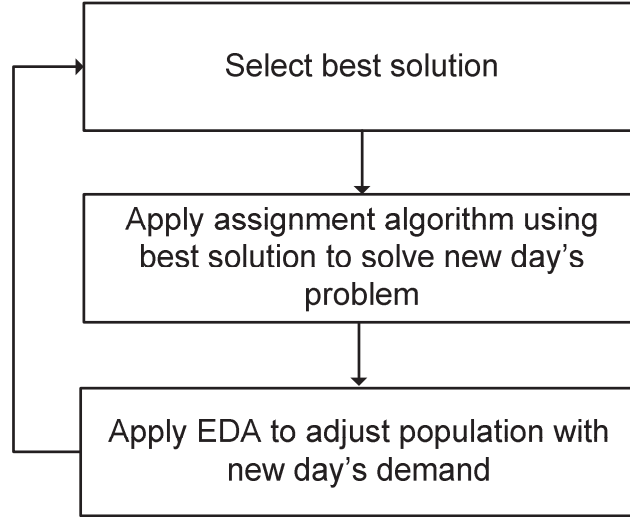 Select best solution
Apply assignment algorithm using
best solution to solve new day's
problem
Apply EDA to adjust population with
new day's demand